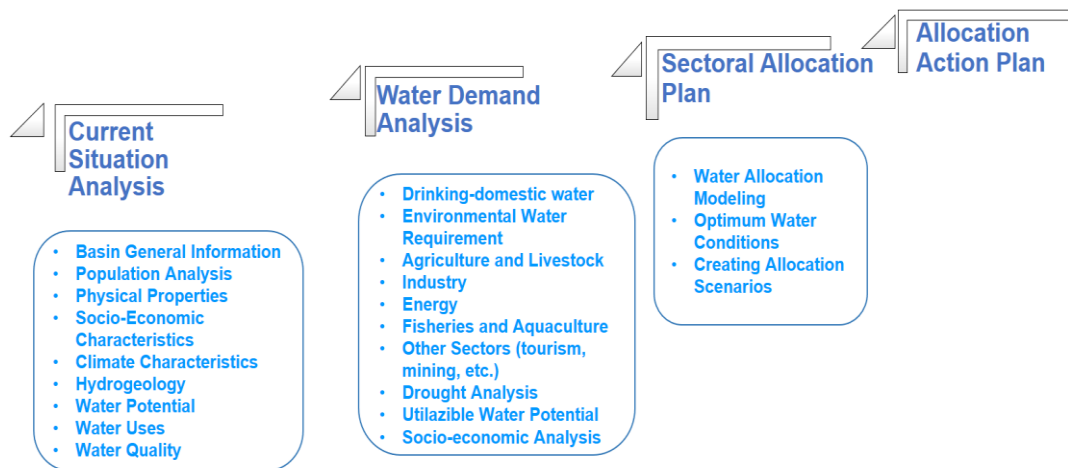 Current
Situation
Analysis
• Basin General Information
• Population Analysis
• Physical Properties
• Socio-Economic
Characteristics
• Climate Characteristics
• Hydrogeology
• Water Potential
• Water Uses
• Water Quality
Water Demand
Analysis
• Drinking-domestic water
• Environmental Water
Requirement
• Agriculture and Livestock
• Industry
• Energy
• Fisheries and Aquaculture
• Other Sectors (tourism,
mining, etc.)
• Drought Analysis
• Utilazible Water Potential
• Socio-economic Analysis
Sectoral Allocation
Plan
• Water Allocation
Modeling
• Optimum Water
Conditions
• Creating Allocation
Scenarios
Allocation
Action Plan